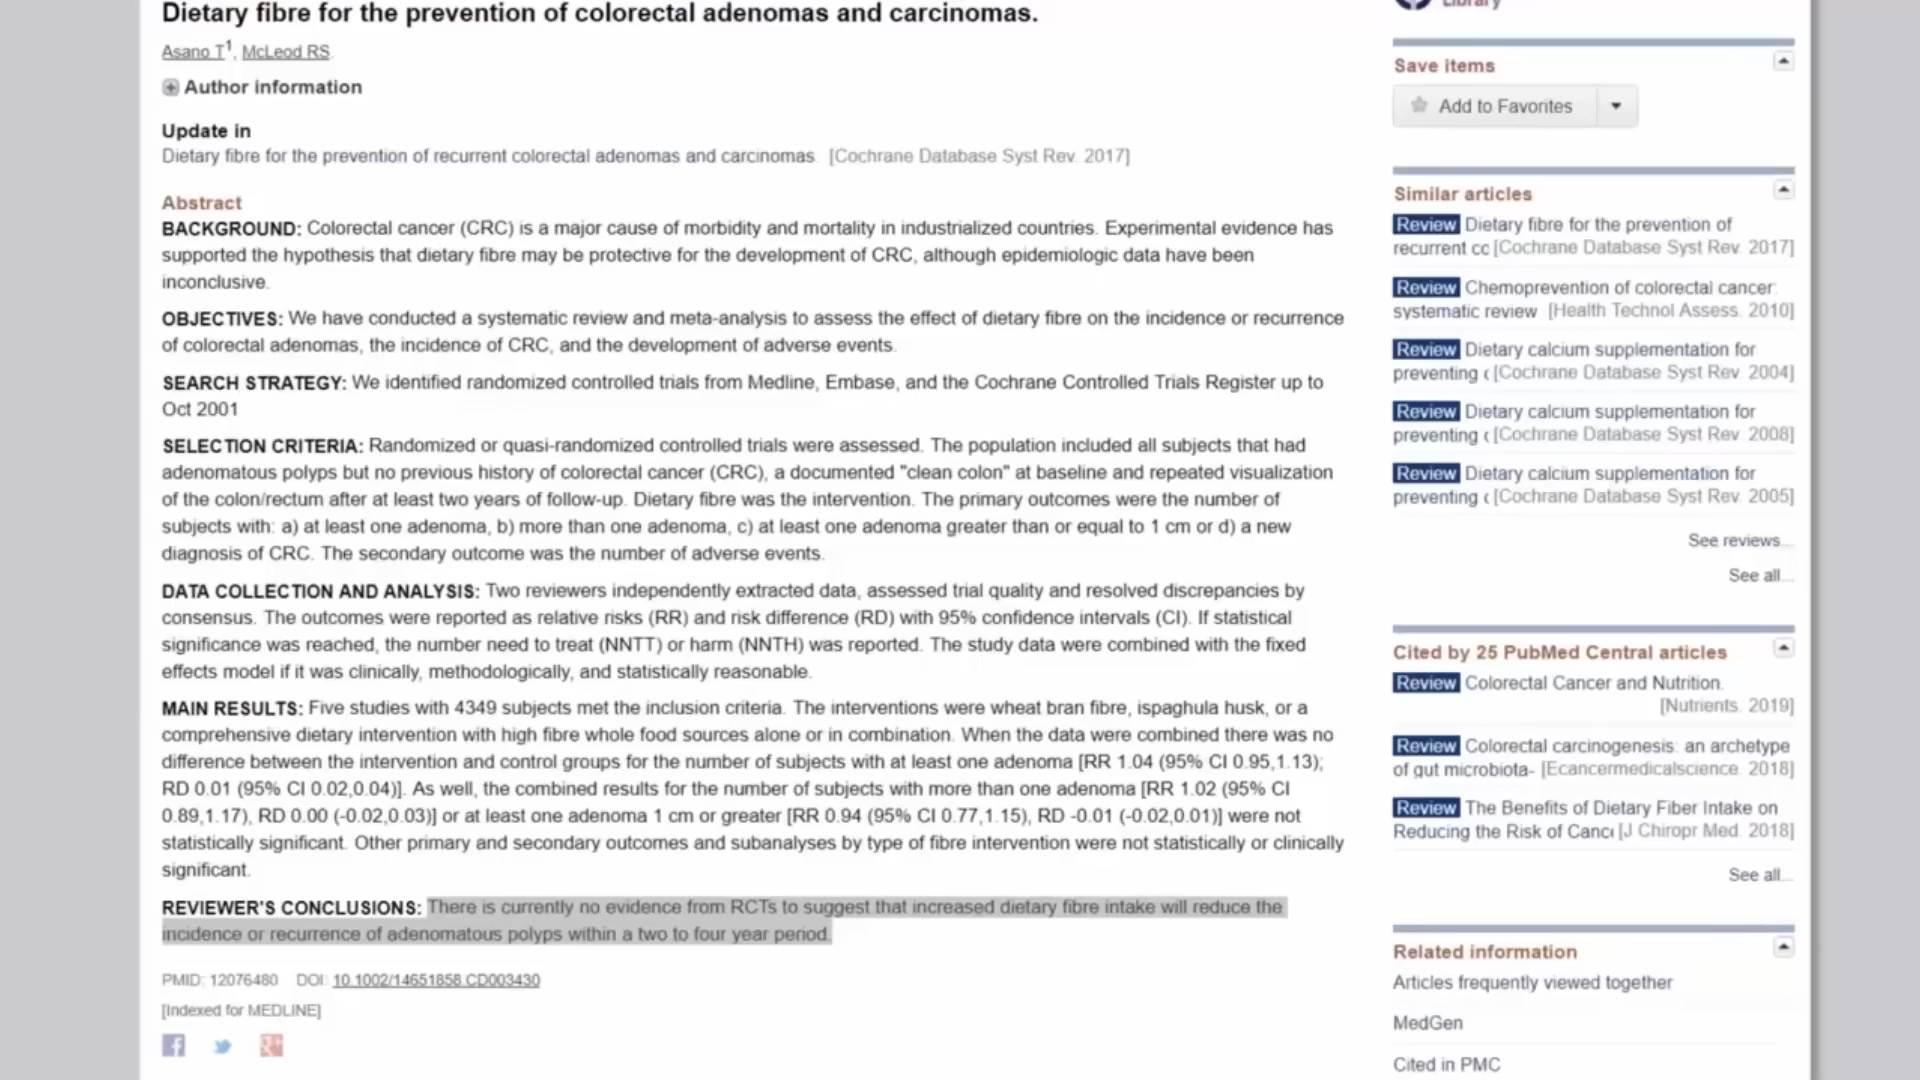 Dietary fibre for the prevention of colorectal adenomas and carcinomas.
Asano T1, McLeod RS.
Author information
Update in
Dietary fibre for the prevention of recurrent colorectal adenomas and carcinomas. [Cochrane Database Syst Rev. 2017]
Abstract
BACKGROUND: Colorectal cancer (CRC) is a major cause of morbidity and mortality in industrialized countries. Experimental evidence has
supported the hypothesis that dietary fibre may be protective for the development of CRC, although epidemiologic data have been
inconclusive.
OBJECTIVES: We have conducted a systematic review and meta-analysis to assess the effect of dietary fibre on the incidence or recurrence
of colorectal adenomas, the incidence of CRC, and the development of adverse events.
SEARCH STRATEGY: We identified randomized controlled trials from Medline, Embase, and the Cochrane Controlled Trials Register up to
Oct 2001
SELECTION CRITERIA: Randomized or quasi-randomized controlled trials were assessed. The population included all subjects that had
adenomatous polyps but no previous history of colorectal cancer (CRC), a documented "clean colon" at baseline and repeated visualization
of the colon/rectum after at least two years of follow-up. Dietary fibre was the intervention. The primary outcomes were the number of
subjects with: a) at least one adenoma, b) more than one adenoma, c) at least one adenoma greater than or equal to 1 cm or d) a new
diagnosis of CRC. The secondary outcome was the number of adverse events.
DATA COLLECTION AND ANALYSIS: Two reviewers independently extracted data, assessed trial quality and resolved discrepancies by
consensus. The outcomes were reported as relative risks (RR) and risk difference (RD) with 95% confidence intervals (CI). If statistical
significance was reached, the number need to treat (NNTT) or harm (NNTH) was reported. The study data were combined with the fixed
effects model if it was clinically, methodologically, and statistically reasonable.
MAIN RESULTS: Five studies with 4349 subjects met the inclusion criteria. The interventions were wheat bran fibre, ispaghula husk, or a
comprehensive dietary intervention with high fibre whole food sources alone or in combination. When the data were combined there was no
difference between the intervention and control groups for the number of subjects with at least one adenoma [RR 1.04 (95% CI 0.95,1.13);
RD 0.01 (95% CI 0.02,0.04)]. As well, the combined results for the number of subjects with more than one adenoma [RR 1.02 (95% CI
0.89,1.17), RD 0.00 (-0.02,0.03)] or at least one adenoma 1 cm or greater [RR 0.94 (95% CI 0.77,1.15), RD -0.01 (-0.02,0.01)] were not
statistically significant. Other primary and secondary outcomes and subanalyses by type of fibre intervention were not statistically or clinically
significant.
REVIEWER'S CONCLUSIONS: There is currently no evidence from RCTs to suggest that increased dietary fibre intake will reduce the
incidence or recurrence of adenomatous polyps within a two to four year period.
PMID: 12076480 DOI: 10.1002/14651858.CD003430
[Indexed for MEDLINE]
Library
Save items
Add to Favorites
Similar articles
Review Dietary fibre for the prevention of
recurrent cc [Cochrane Database Syst Rev. 2017]
Review Chemoprevention of colorectal cancer:
systematic review [Health Technol Assess. 2010]
Review Dietary calcium supplementation for
preventing c [Cochrane Database Syst Rev. 2004]
Review Dietary calcium supplementation for
preventing c [Cochrane Database Syst Rev. 2008]
Review Dietary calcium supplementation for
preventing c [Cochrane Database Syst Rev. 2005]
See reviews...
See all...
Cited by 25 PubMed Central articles
Review Colorectal Cancer and Nutrition.
[Nutrients. 2019]
Review Colorectal carcinogenesis: an archetype
of gut microbiota- [Ecancermedicalscience. 2018]
Review The Benefits of Dietary Fiber Intake on
Reducing the Risk of Canc [J Chiropr Med. 2018]
See all...
Related information
Articles frequently viewed together
MedGen
Cited in PMC